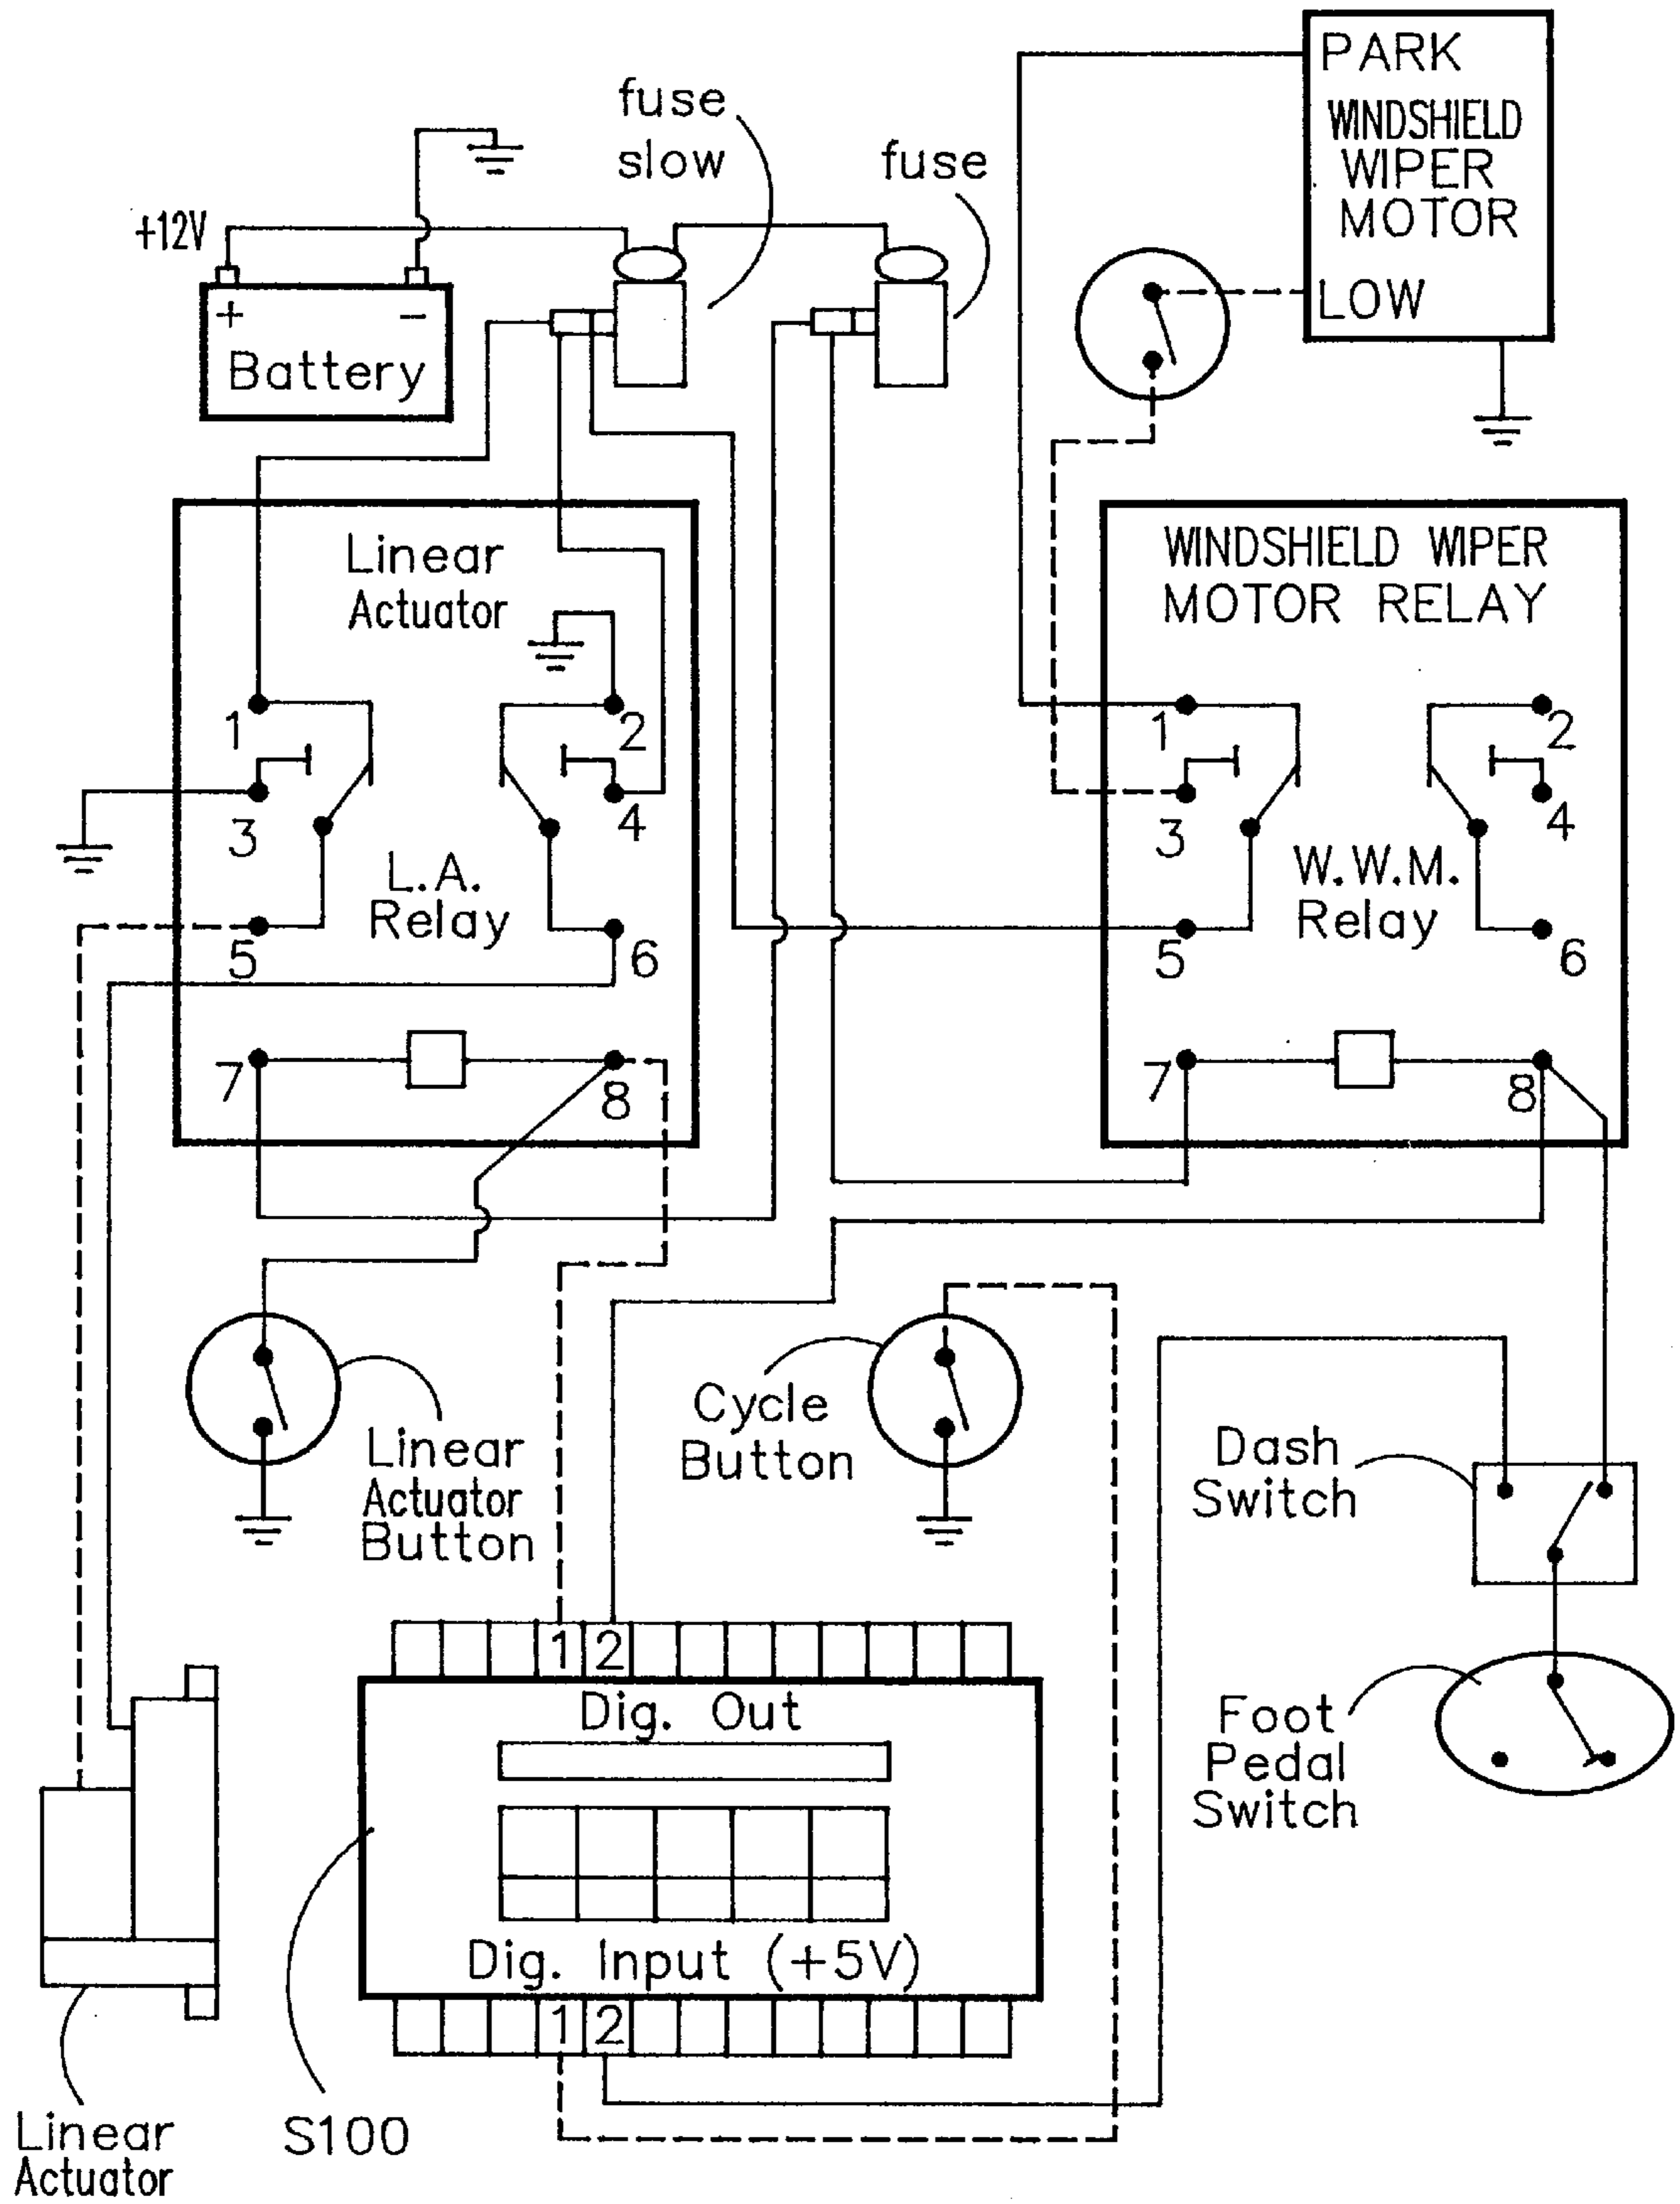 PARK
WINDSHIELD
WIPER
MOTOR
LOW
fuse
slow
fuse
+12V
+ −
Battery
Linear
Actuator
1
2
3
4
L.A.
Relay
5
6
7
8
WINDSHIELD WIPER
MOTOR RELAY
1
2
3
4
W.W.M.
Relay
5
6
7
8
Linear
Actuator
Button
Cycle
Button
Dash
Switch
Foot
Pedal
Switch
1 2
Dig. Out
Dig. Input (+5V)
1 2
S100
Linear
Actuator